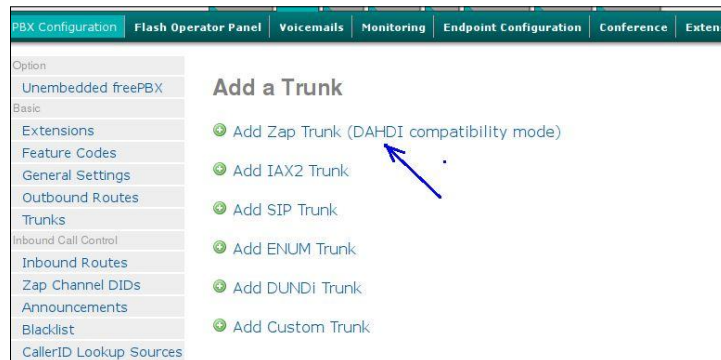 PBX Configuration Flash Operator Panel Voicemails Monitoring Endpoint Configuration Conference
Option
Unembedded freePBX
Basic
Extensions
Feature Codes
General Settings
Outbound Routes
Trunks
Inbound Call Control
Inbound Routes
Zap Channel DIDs
Announcements
Blacklist
CallerID Lookup Sources
Add a Trunk
Add Zap Trunk (DAHDI compatibility mode)
Add IAX2 Trunk
Add SIP Trunk
Add ENUM Trunk
Add DUNDi Trunk
Add Custom Trunk